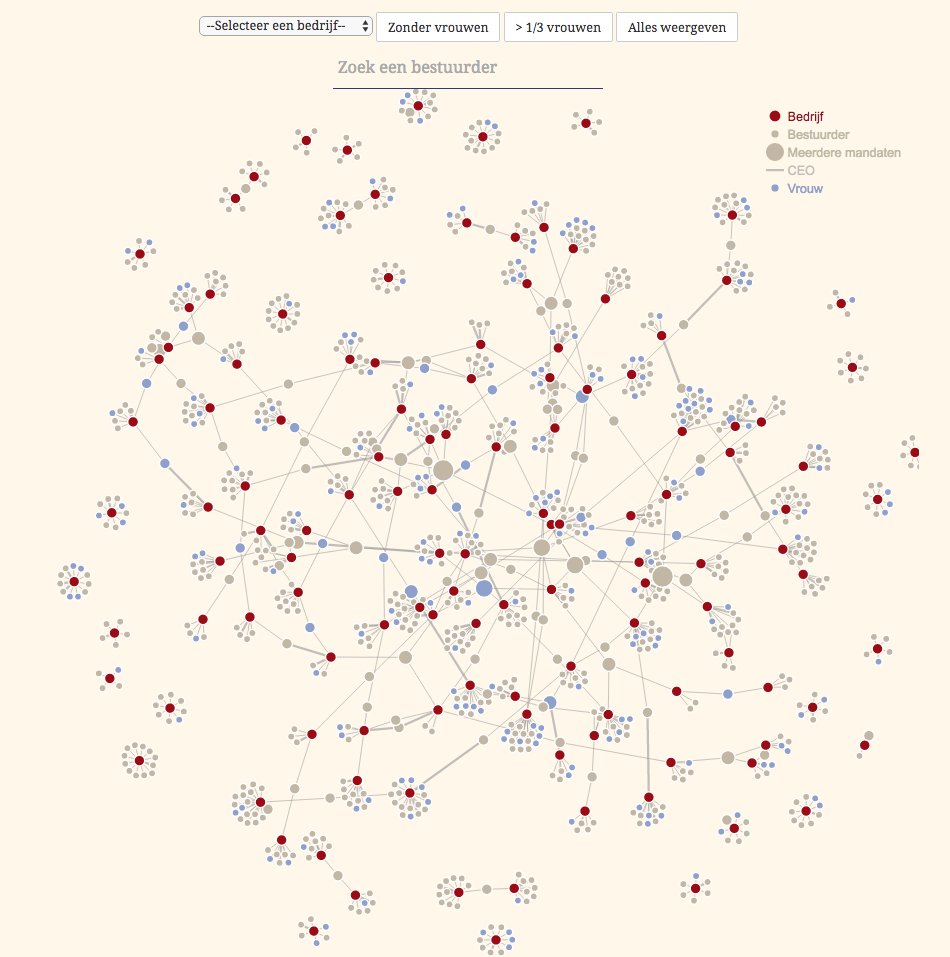 --Selecteer een bedrijf-- Zonder vrouwen > 1/3 vrouwen Alles weergeven
Zoek een bestuurder
Bedrijf
Bestuurder
Meerdere mandaten
CEO
Vrouw